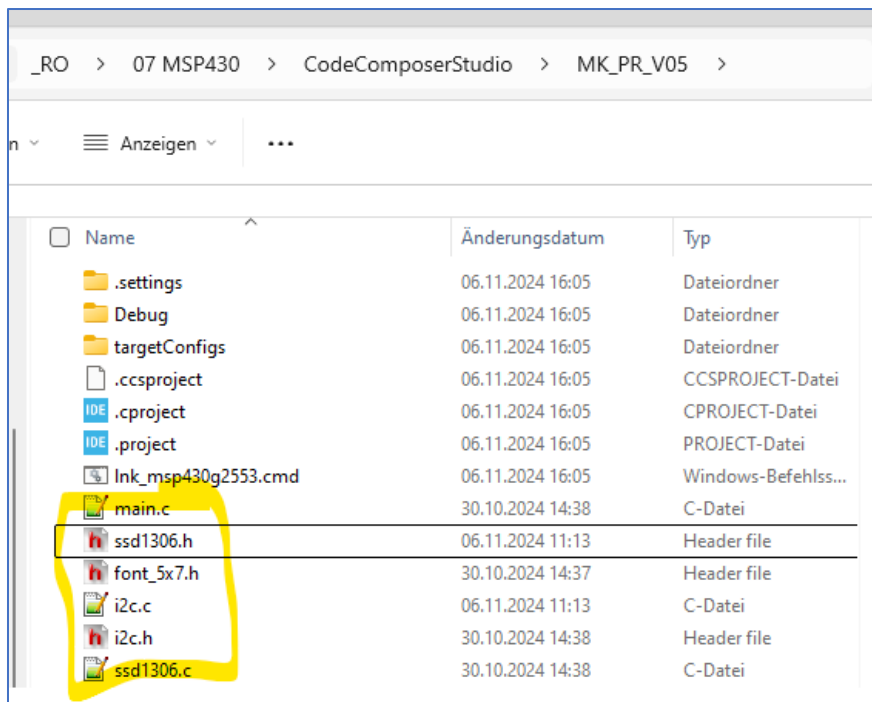 _RO > 07 MSP430 > CodeComposerStudio > MK_PR_V05 >
n Anzeigen ...
Name Änderungsdatum Typ
.settings 06.11.2024 16:05 Dateiordner
Debug 06.11.2024 16:05 Dateiordner
targetConfigs 06.11.2024 16:05 Dateiordner
.ccsproject 06.11.2024 16:05 CCSPROJECT-Datei
IDE .cproject 06.11.2024 16:05 CPROJECT-Datei
IDE .project 06.11.2024 16:05 PROJECT-Datei
lnk_msp430g2553.cmd 06.11.2024 16:05 Windows-Befehlss...
main.c 30.10.2024 14:38 C-Datei
h ssd1306.h 06.11.2024 11:13 Header file
h font_5x7.h 30.10.2024 14:37 Header file
i2c.c 06.11.2024 11:13 C-Datei
h i2c.h 30.10.2024 14:38 Header file
ssd1306.c 30.10.2024 14:38 C-Datei